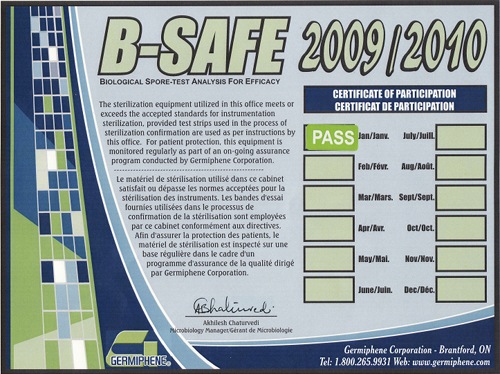 B-SAFE 2009/2010
BIOLOGICAL SPORE-TEST ANALYSIS FOR EFFICACY
CERTIFICATE OF PARTICIPATION
CERTIFICAT DE PARTICIPATION
The sterilization equipment utilized in this office meets or
exceeds the accepted standards for instrumentation
sterilization, provided test strips used in the process of
sterilization confirmation are used as per instructions by
this office. For patient protection, this equipment is
monitored regularly as part of an on-going assurance
program conducted by Germiphene Corporation.
Le matériel de stérilisation utilisé dans ce cabinet
satisfait ou dépasse les normes acceptées pour la
stérilisation des instruments. Les bandes d'essai
fournies utilisées dans le processus de
confirmation de la stérilisation sont employées
par ce cabinet conformément aux directives.
Afin d'assurer la protection des patients, le
matériel de stérilisation est inspecté sur une
base régulière dans le cadre d'un
programme d'assurance de la qualité dirigé
par Germiphene Corporation.
PASS Jan/Janv. July/Juill.
Feb/Févr. Aug/Août.
Mar/Mars Sept/Sept.
Apr/Avr. Oct/Oct.
May/Mai. Nov/Nov.
June/Juin. Dec/Déc.
AChaturvedi
Akhilesh Chaturvedi
Microbiology Manager/Gérant de Microbiologie
GERMIPHENE
Germiphene Corporation - Brantford, ON
Tel: 1.800.265.9931 Web: www.germiphene.com